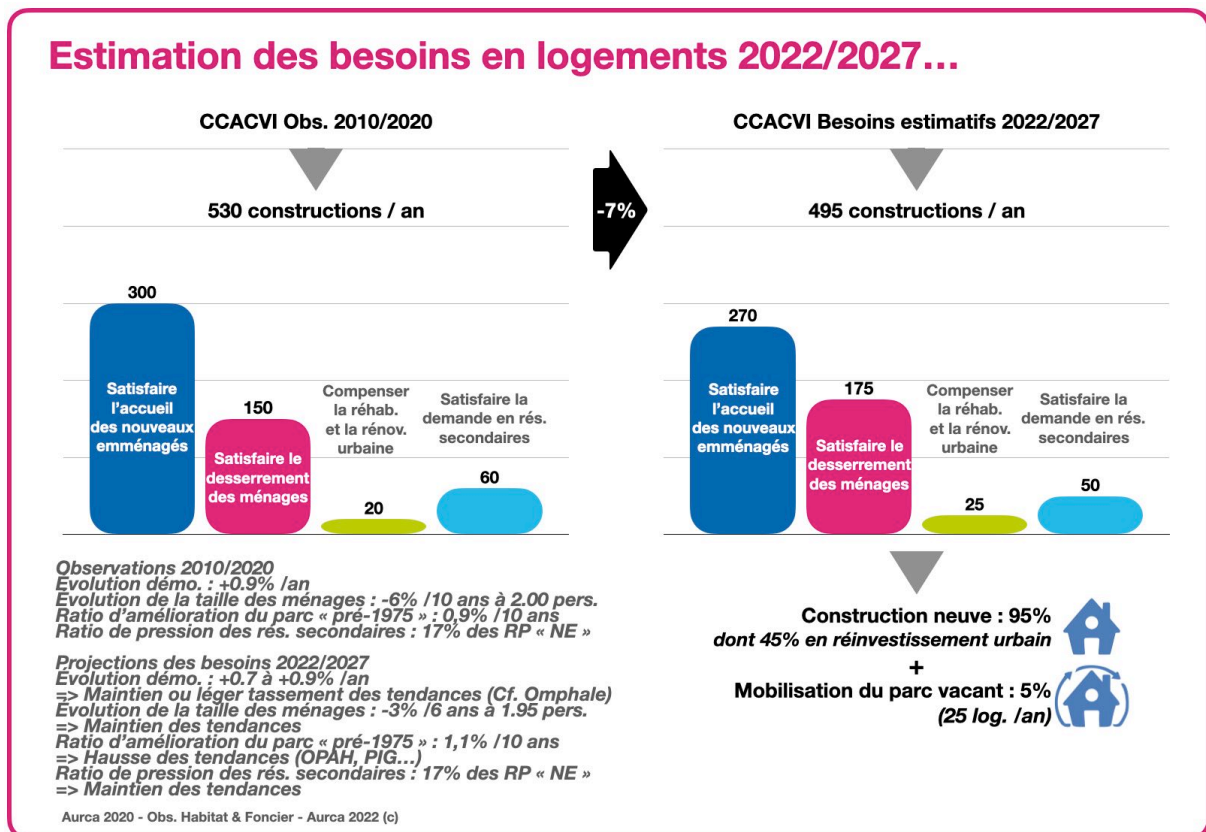 Estimation des besoins en logements 2022/2027...
CCACVI Obs. 2010/2020
530 constructions / an
300
Satisfaire
l'accueil
des nouveaux
emménagés
150
Satisfaire le
desserrement
des ménages
Compenser
la réhab.
et la rénov.
urbaine
20
Satisfaire la
demande en rés.
secondaires
60
-7%
CCACVI Besoins estimatifs 2022/2027
495 constructions / an
270
Satisfaire
l'accueil
des nouveaux
emménagés
175
Satisfaire le
desserrement
des ménages
Compenser
la réhab.
et la rénov.
urbaine
25
Satisfaire la
demande en rés.
secondaires
50
Observations 2010/2020
Évolution démo. : +0.9% /an
Évolution de la taille des ménages : -6% /10 ans à 2.00 pers.
Ratio d'amélioration du parc « pré-1975 » : 0,9% /10 ans
Ratio de pression des rés. secondaires : 17% des RP « NE »
Projections des besoins 2022/2027
Évolution démo. : +0.7 à +0.9% /an
=> Maintien ou léger tassement des tendances (Cf. Omphale)
Évolution de la taille des ménages : -3% /6 ans à 1.95 pers.
=> Maintien des tendances
Ratio d'amélioration du parc « pré-1975 » : 1,1% /10 ans
=> Hausse des tendances (OPAH, PIG...)
Ratio de pression des rés. secondaires : 17% des RP « NE »
=> Maintien des tendances
Construction neuve : 95%
dont 45% en réinvestissement urbain
+
Mobilisation du parc vacant : 5%
(25 log. /an)
Aurca 2020 - Obs. Habitat & Foncier - Aurca 2022 (c)